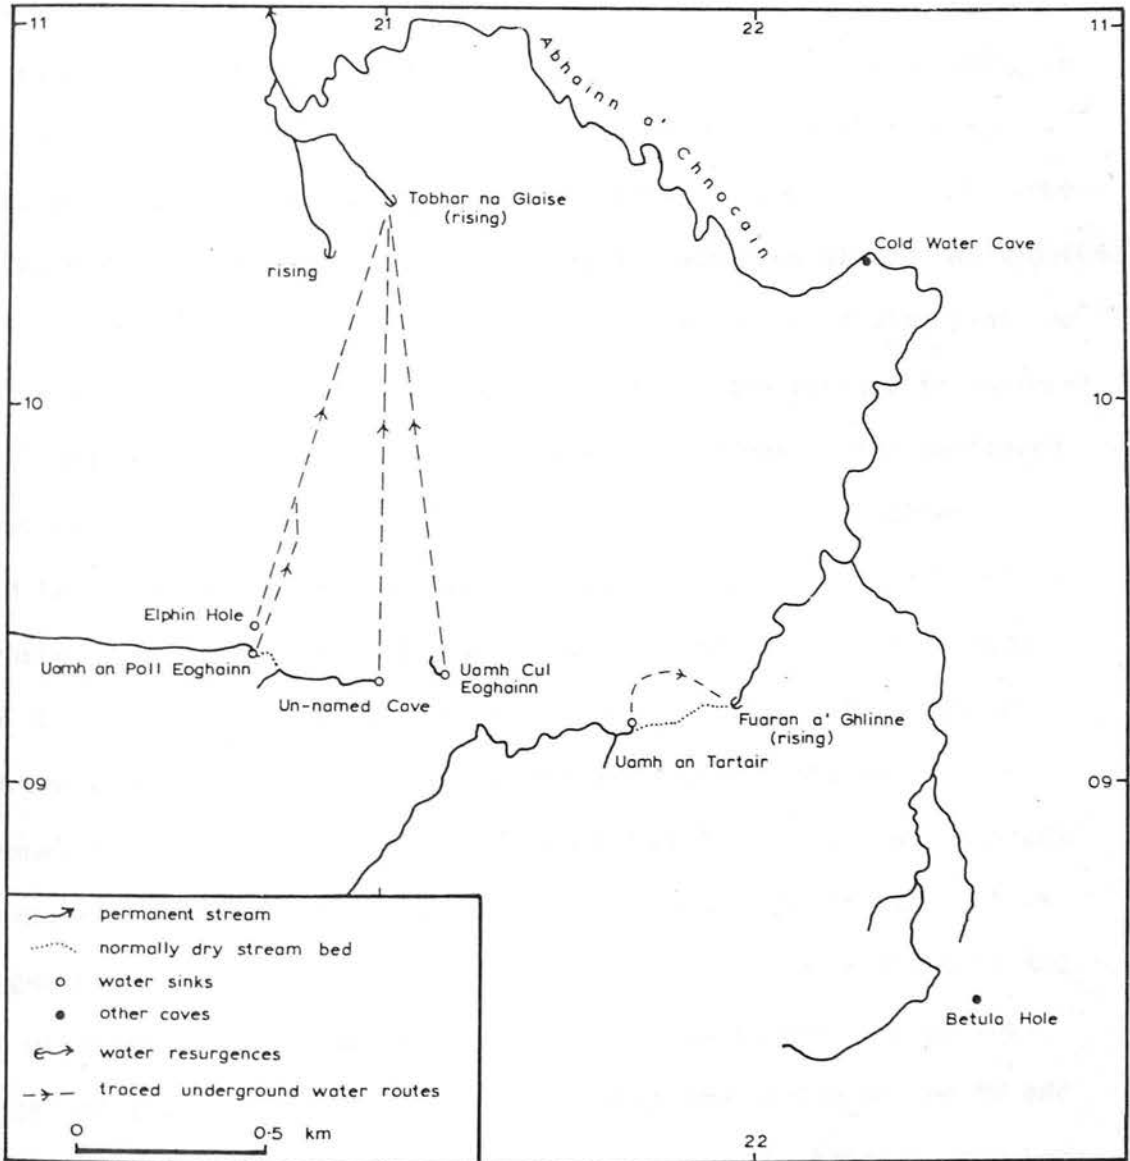 11
21
22
11
Abhainn a' Chnocain
Tobhar na Glaise
(rising)
Cold Water Cave
rising
10
10
Elphin Hole
Uamh an Poll Eoghainn
Uamh Cul
Eoghainn
Un-named Cave
Fuaran a' Ghlinne
(rising)
Uamh an Tartair
09
09
permanent stream
normally dry stream bed
water sinks
other caves
water resurgences
traced underground water routes
Betula Hole
0
0·5 km
22